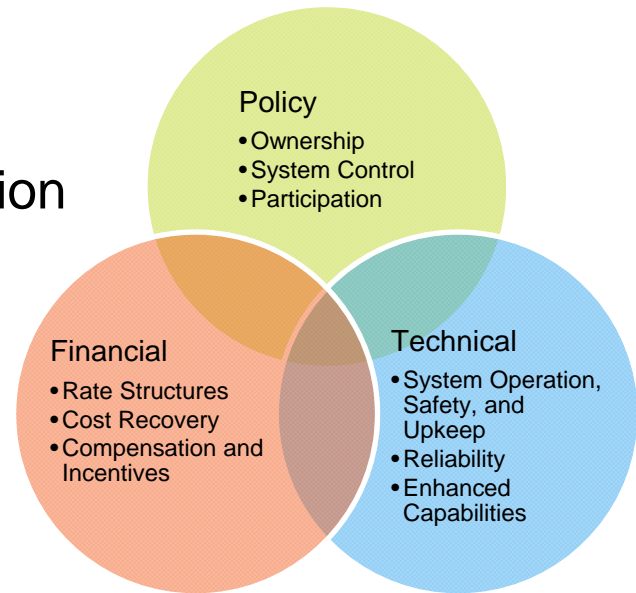 Policy
• Ownership
• System Control
• Participation
ion
Financial
• Rate Structures
• Cost Recovery
• Compensation and
Incentives
Technical
• System Operation,
Safety, and
Upkeep
• Reliability
• Enhanced
Capabilities